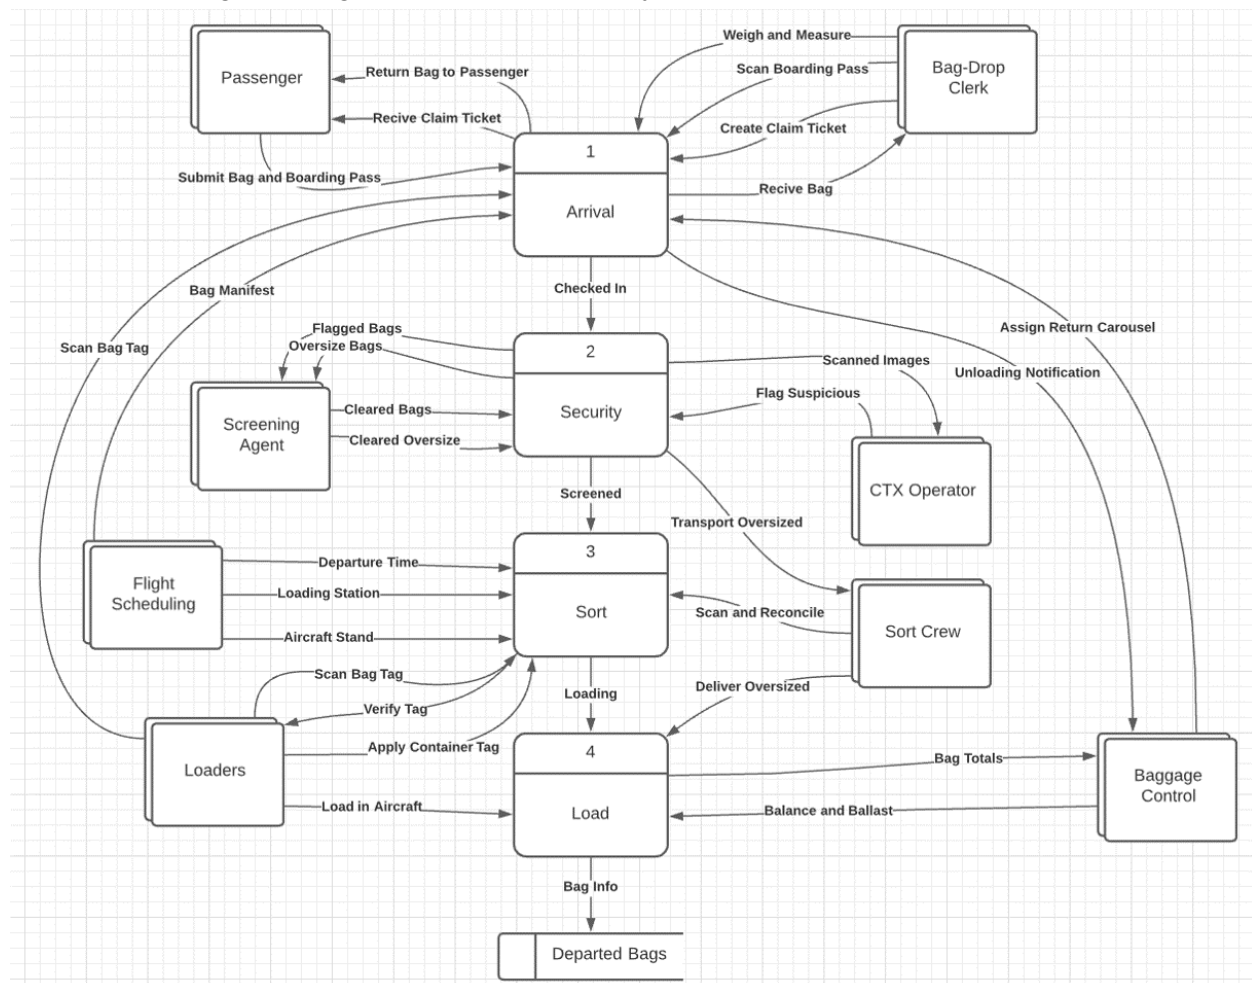 Weigh and Measure
Passenger
Return Bag to Passenger
Scan Boarding Pass
Bag-Drop
Clerk
Recive Claim Ticket
Create Claim Ticket
1
Submit Bag and Boarding Pass
Recive Bag
Arrival
Bag Manifest
Checked In
Flagged Bags
Assign Return Carousel
Scan Bag Tag
Oversize Bags
2
Scanned Images
Unloading Notification
Flag Suspicious
Cleared Bags
Security
Screening
Agent
Cleared Oversize
CTX Operator
Screened
Transport Oversized
3
Departure Time
Flight
Scheduling
Loading Station
Sort
Scan and Reconcile
Sort Crew
Aircraft Stand
Scan Bag Tag
Loading
Deliver Oversized
Verify Tag
Apply Container Tag
4
Bag Totals
Loaders
Baggage
Control
Load in Aircraft
Load
Balance and Ballast
Bag Info
Departed Bags